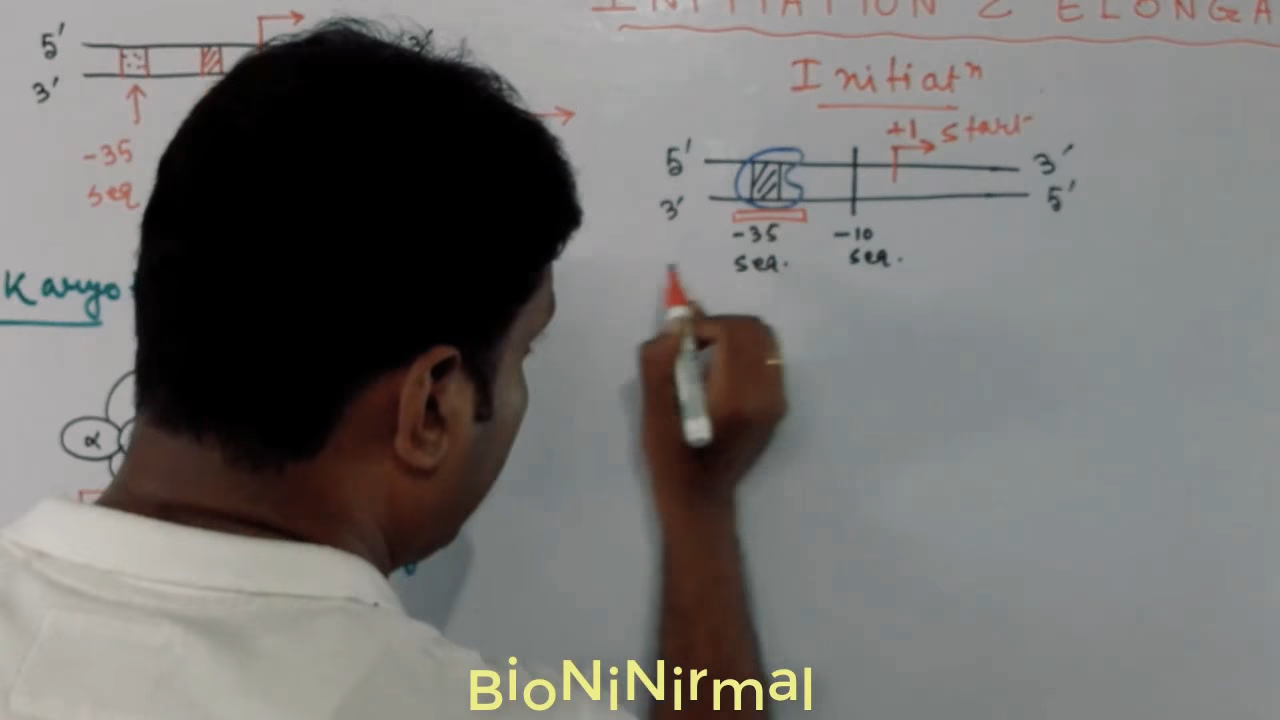 INITIATION & ELONGA
5' 3'
3'
-35
seq
Karyo
α
Initiatⁿ
+1 Start
5' 3'
3' 5'
-35 -10
seq. seq.
BioNiNirmal